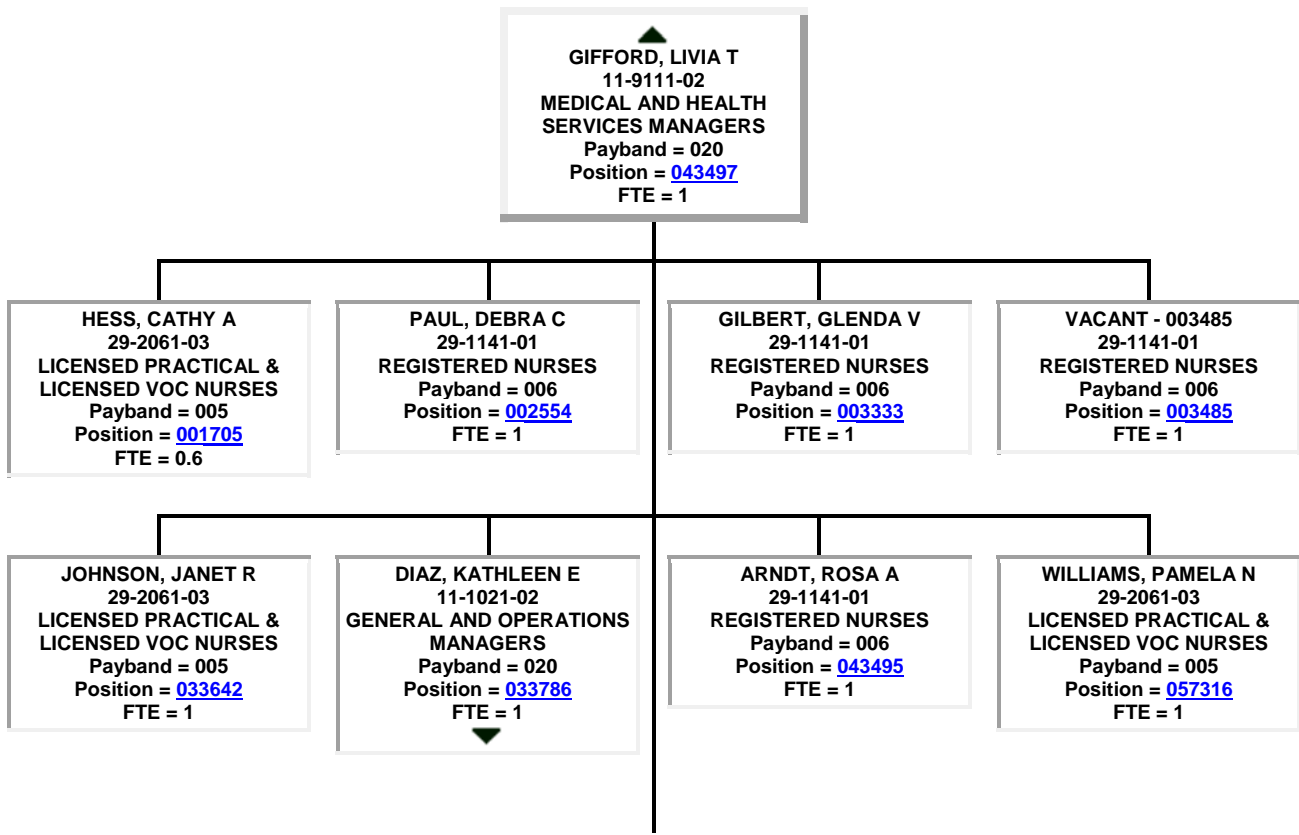 GIFFORD, LIVIA T
11-9111-02
MEDICAL AND HEALTH
SERVICES MANAGERS
Payband = 020
Position = 043497
FTE = 1
HESS, CATHY A
29-2061-03
LICENSED PRACTICAL &
LICENSED VOC NURSES
Payband = 005
Position = 001705
FTE = 0.6
PAUL, DEBRA C
29-1141-01
REGISTERED NURSES
Payband = 006
Position = 002554
FTE = 1
GILBERT, GLENDA V
29-1141-01
REGISTERED NURSES
Payband = 006
Position = 003333
FTE = 1
VACANT - 003485
29-1141-01
REGISTERED NURSES
Payband = 006
Position = 003485
FTE = 1
JOHNSON, JANET R
29-2061-03
LICENSED PRACTICAL &
LICENSED VOC NURSES
Payband = 005
Position = 033642
FTE = 1
DIAZ, KATHLEEN E
11-1021-02
GENERAL AND OPERATIONS
MANAGERS
Payband = 020
Position = 033786
FTE = 1
ARNDT, ROSA A
29-1141-01
REGISTERED NURSES
Payband = 006
Position = 043495
FTE = 1
WILLIAMS, PAMELA N
29-2061-03
LICENSED PRACTICAL &
LICENSED VOC NURSES
Payband = 005
Position = 057316
FTE = 1